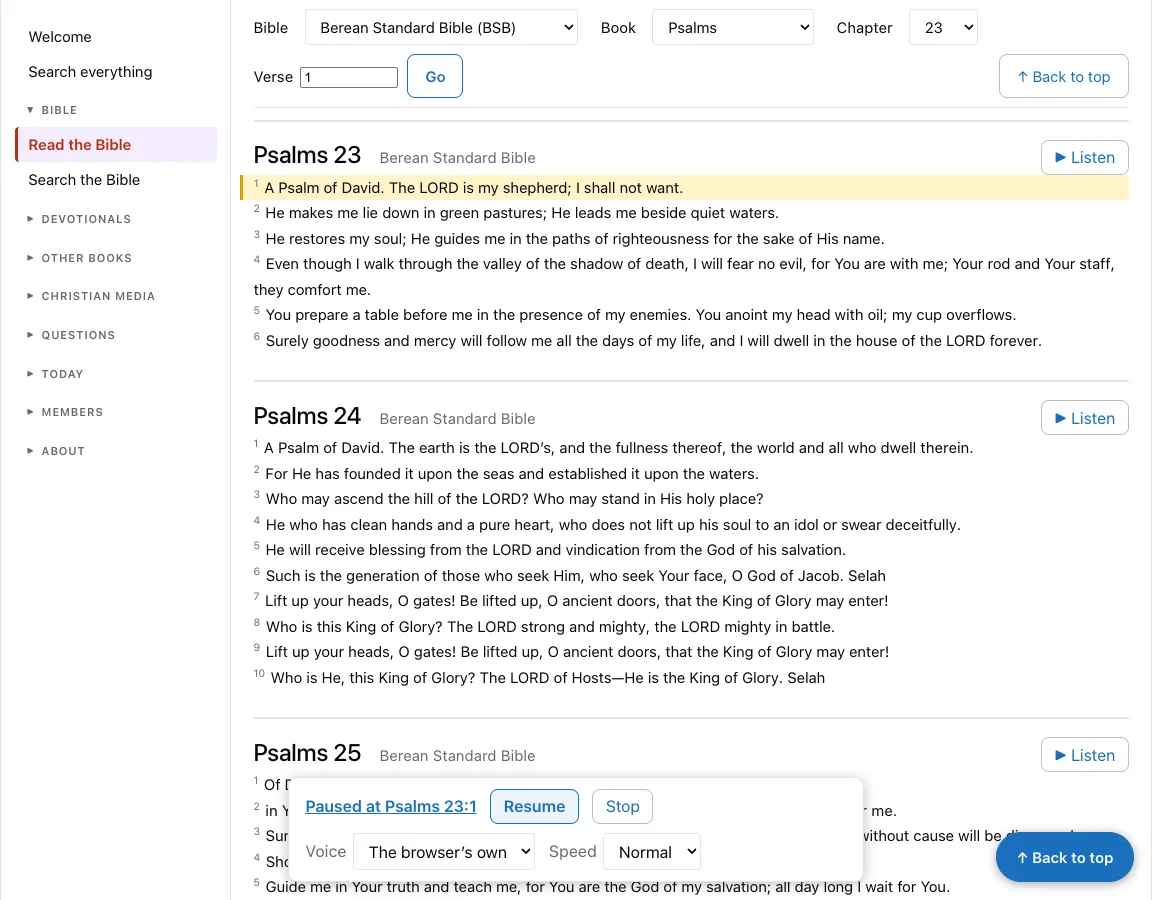 Welcome
Search everything
▼ BIBLE
Read the Bible
Search the Bible
► DEVOTIONALS
► OTHER BOOKS
► CHRISTIAN MEDIA
► QUESTIONS
► TODAY
► MEMBERS
► ABOUT
Bible Berean Standard Bible (BSB) Book Psalms Chapter 23
Verse 1 Go ↑ Back to top
Psalms 23 Berean Standard Bible ► Listen
1 A Psalm of David. The LORD is my shepherd; I shall not want.
2 He makes me lie down in green pastures; He leads me beside quiet waters.
3 He restores my soul; He guides me in the paths of righteousness for the sake of His name.
4 Even though I walk through the valley of the shadow of death, I will fear no evil, for You are with me; Your rod and Your staff,
they comfort me.
5 You prepare a table before me in the presence of my enemies. You anoint my head with oil; my cup overflows.
6 Surely goodness and mercy will follow me all the days of my life, and I will dwell in the house of the LORD forever.
Psalms 24 Berean Standard Bible ► Listen
1 A Psalm of David. The earth is the LORD’s, and the fullness thereof, the world and all who dwell therein.
2 For He has founded it upon the seas and established it upon the waters.
3 Who may ascend the hill of the LORD? Who may stand in His holy place?
4 He who has clean hands and a pure heart, who does not lift up his soul to an idol or swear deceitfully.
5 He will receive blessing from the LORD and vindication from the God of his salvation.
6 Such is the generation of those who seek Him, who seek Your face, O God of Jacob. Selah
7 Lift up your heads, O gates! Be lifted up, O ancient doors, that the King of Glory may enter!
8 Who is this King of Glory? The LORD strong and mighty, the LORD mighty in battle.
9 Lift up your heads, O gates! Be lifted up, O ancient doors, that the King of Glory may enter!
10 Who is He, this King of Glory? The LORD of Hosts—He is the King of Glory. Selah
Psalms 25 Berean Standard Bible ► Listen
1 Of
2 in me.
3 without cause will be
4
5 Guide me in Your truth and teach me, for You are the God of my salvation; all day long I wait for You.
Paused at Psalms 23:1 Resume Stop
Voice The browser’s own Speed Normal
↑ Back to top